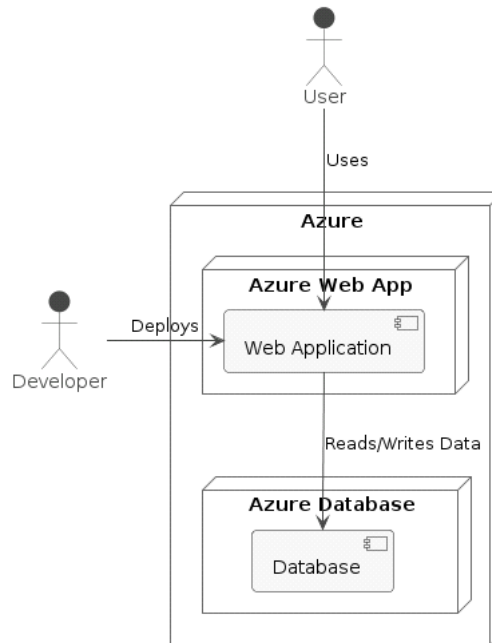 User
Uses
Azure
Azure Web App
Deploys
Web Application
Developer
Reads/Writes Data
Azure Database
Database